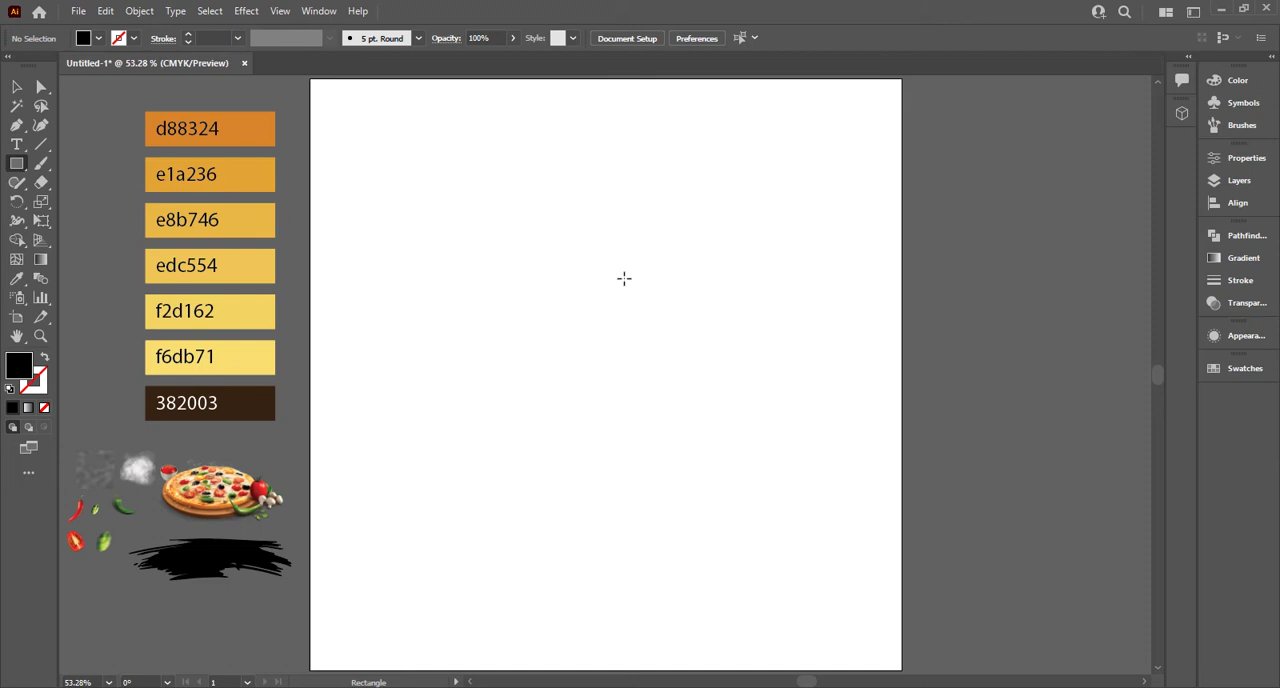 Ai File Edit Object Type Select Effect View Window Help
No Selection Stroke: 5 pt. Round Opacity: 100% Style: Document Setup Preferences
Untitled-1* @ 53.28 % (CMYK/Preview) ×
d88324
e1a236
e8b746
edc554
f2d162
f6db71
382003
Color
Symbols
Brushes
Properties
Layers
Align
Pathfind...
Gradient
Stroke
Transpar...
Appeara...
Swatches
53.28% 0° 1 Rectangle